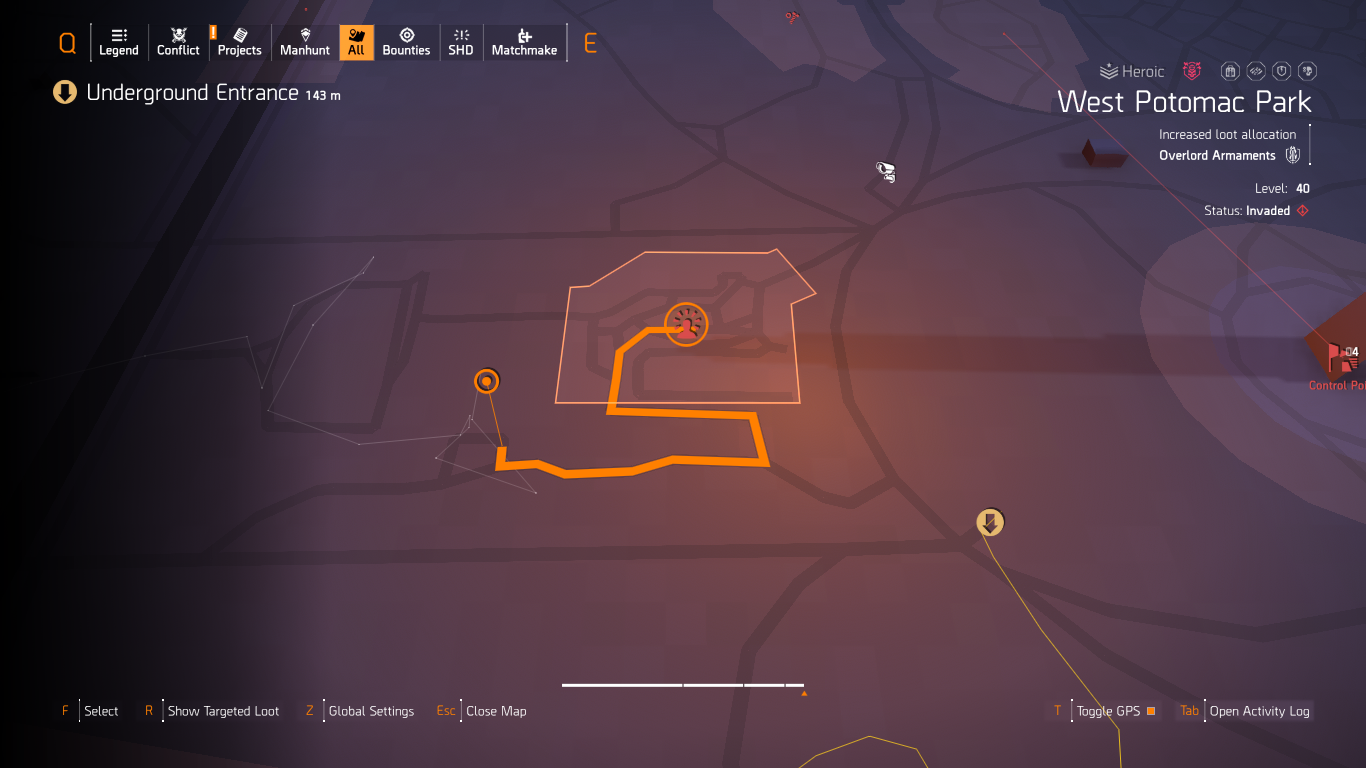 Q Legend Conflict Projects Manhunt All Bounties SHD Matchmake E
Underground Entrance 143 m
Heroic
West Potomac Park
Increased loot allocation
Overlord Armaments
Level: 40
Status: Invaded
04
Control Poi
F Select R Show Targeted Loot Z Global Settings Esc Close Map
T Toggle GPS Tab Open Activity Log